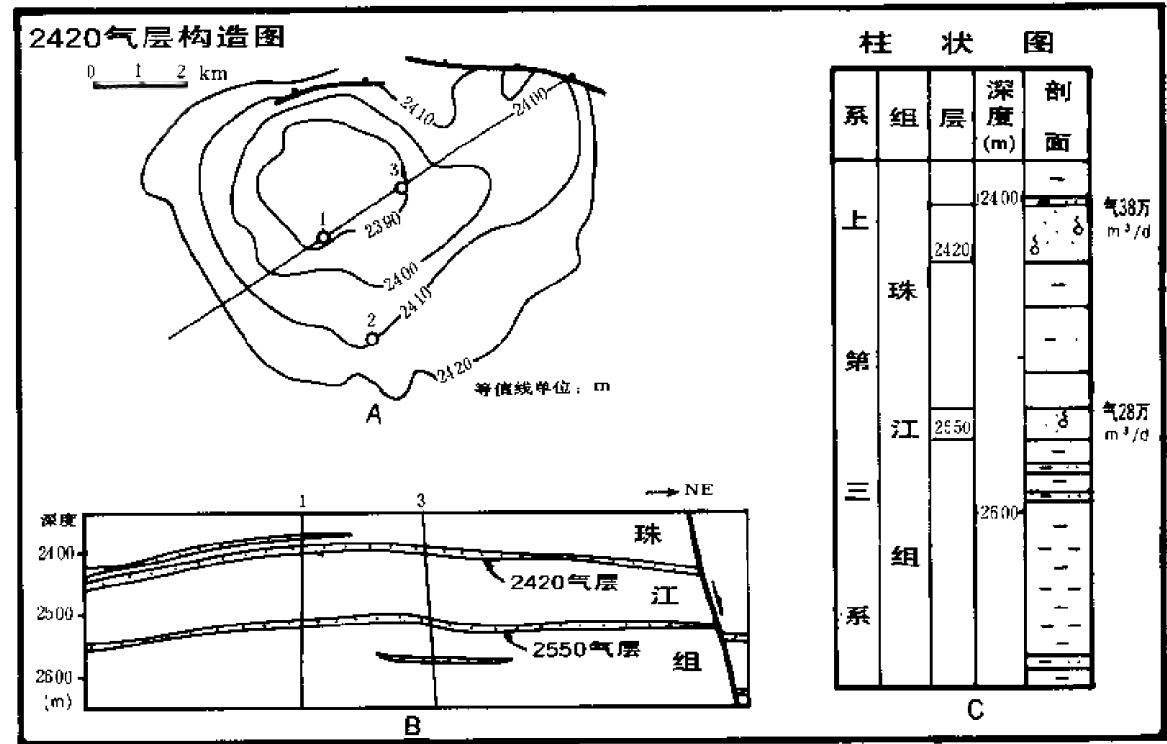 2420气层构造图
0 1 2 km
2410
2400
3
1
2390
2400
2410
2
2420
等值线单位：m
A
柱状图
系 组 层 深度(m) 剖面
上第三系
珠江组
2400
气38万
m³/d
2420
气28万
m³/d
2550
2600
C
1 3 → NE
深度
2400
2500
2600
(m)
珠江组
2420气层
2550气层
B